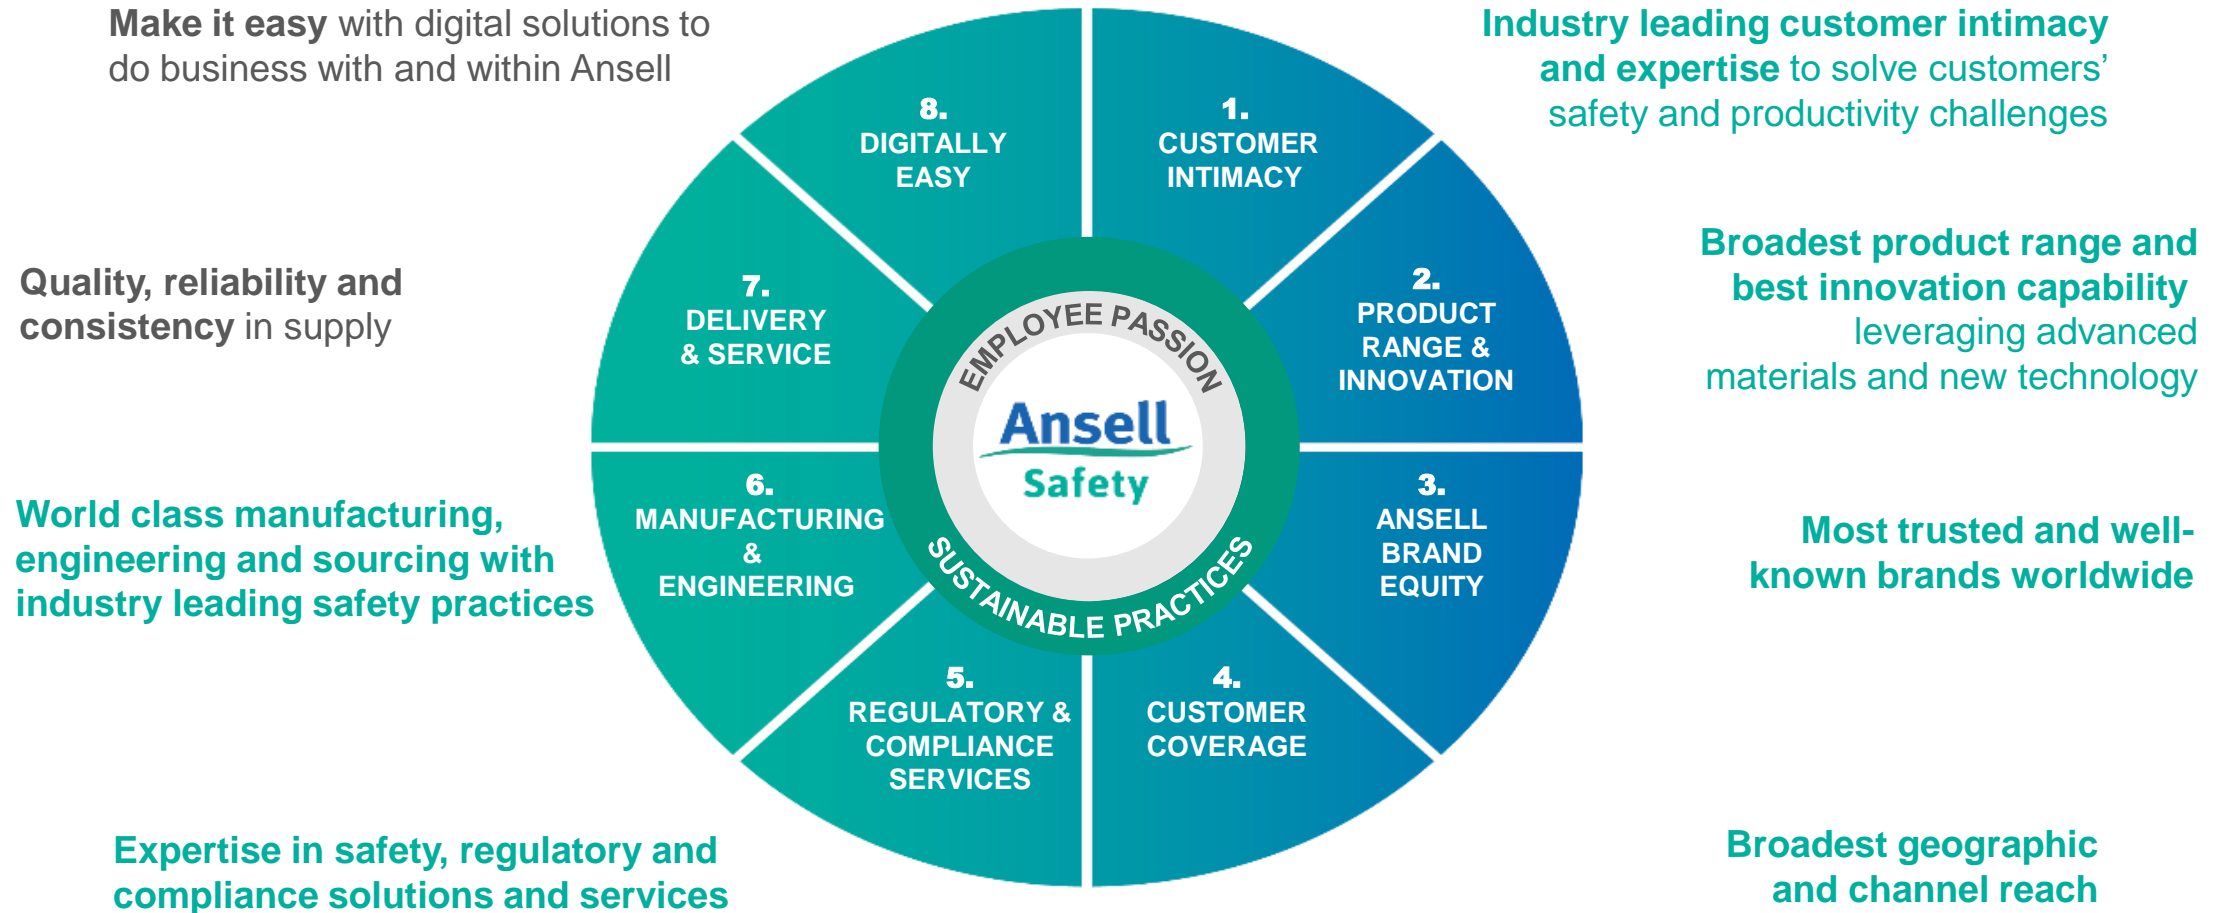 Make it easy with digital solutions to
do business with and within Ansell
Industry leading customer intimacy
and expertise to solve customers’
safety and productivity challenges
8.
DIGITALLY
EASY
1.
CUSTOMER
INTIMACY
Quality, reliability and
consistency in supply
7.
DELIVERY
& SERVICE
2.
PRODUCT
RANGE &
INNOVATION
Broadest product range and
best innovation capability
leveraging advanced
materials and new technology
EMPLOYEE PASSION
Ansell
Safety
SUSTAINABLE PRACTICES
World class manufacturing,
engineering and sourcing with
industry leading safety practices
6.
MANUFACTURING
&
ENGINEERING
3.
ANSELL
BRAND
EQUITY
Most trusted and well-
known brands worldwide
5.
REGULATORY &
COMPLIANCE
SERVICES
4.
CUSTOMER
COVERAGE
Expertise in safety, regulatory and
compliance solutions and services
Broadest geographic
and channel reach